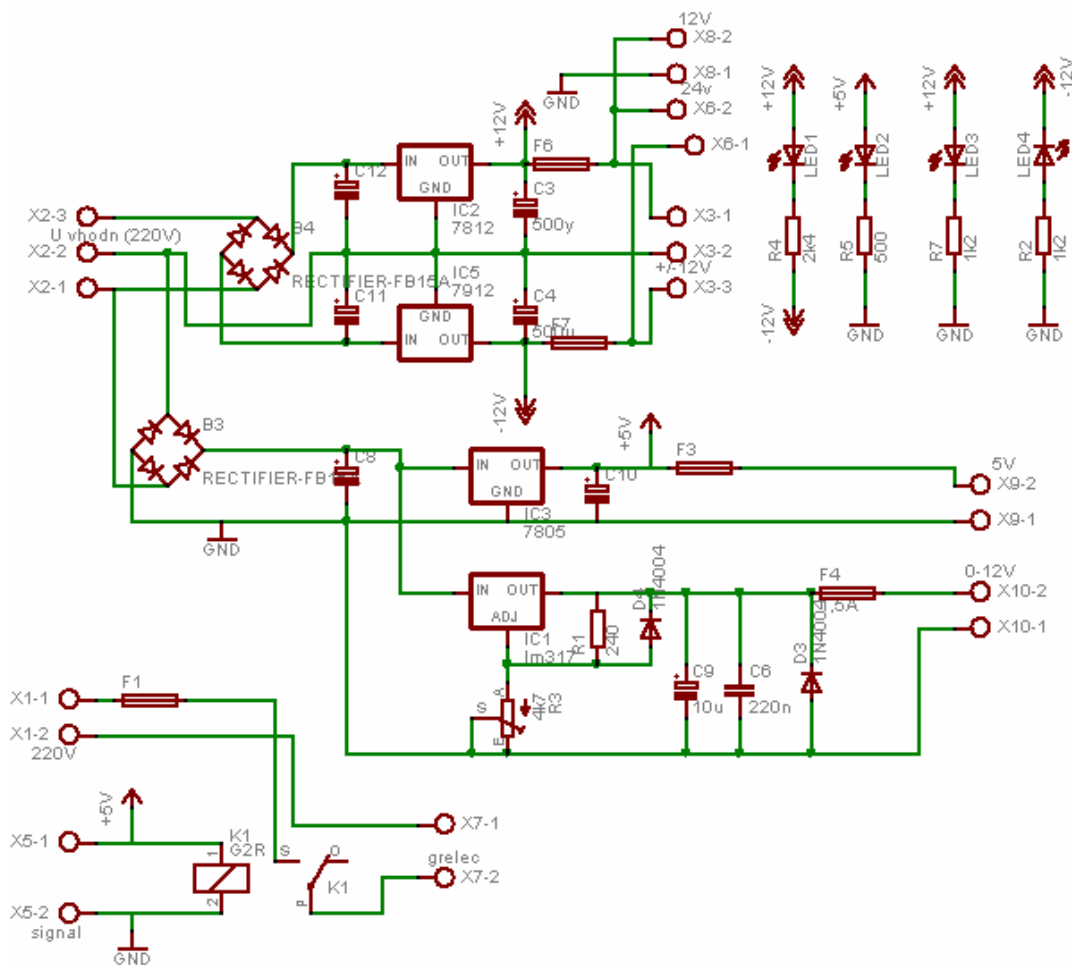 12V
X8-2
X8-1
GND
24v
X6-2
X6-1
+12V
F6
C12
IN OUT
GND
IC2
7812
C3
500y
X2-3
U vhodn (220V)
X2-2
X2-1
B4
RECTIFIER-FB15A
X3-1
X3-2
+/-12V
X3-3
IC5
7912
C11
GND
IN OUT
C4
500u
F7
-12V
+12V
LED1
R4
2k4
-12V
+5V
LED2
R5
500
GND
+12V
LED3
R7
1k2
GND
-12V
LED4
R2
1k2
GND
B3
RECTIFIER-FB15A
C8
GND
IN OUT
GND
IC3
7805
C10
+5V
F3
5V
X9-2
X9-1
IN OUT
ADJ
IC1
lm317
R1
240
D4
1N4004
C9
10u
C6
220n
D3
1N4004
F4
,5A
0-12V
X10-2
X10-1
A
S
E
4k7
R3
X1-1
F1
X1-2
220V
+5V
X5-1
X5-2
signal
GND
K1
G2R
1
2
S
O
P
K1
X7-1
grelec
X7-2